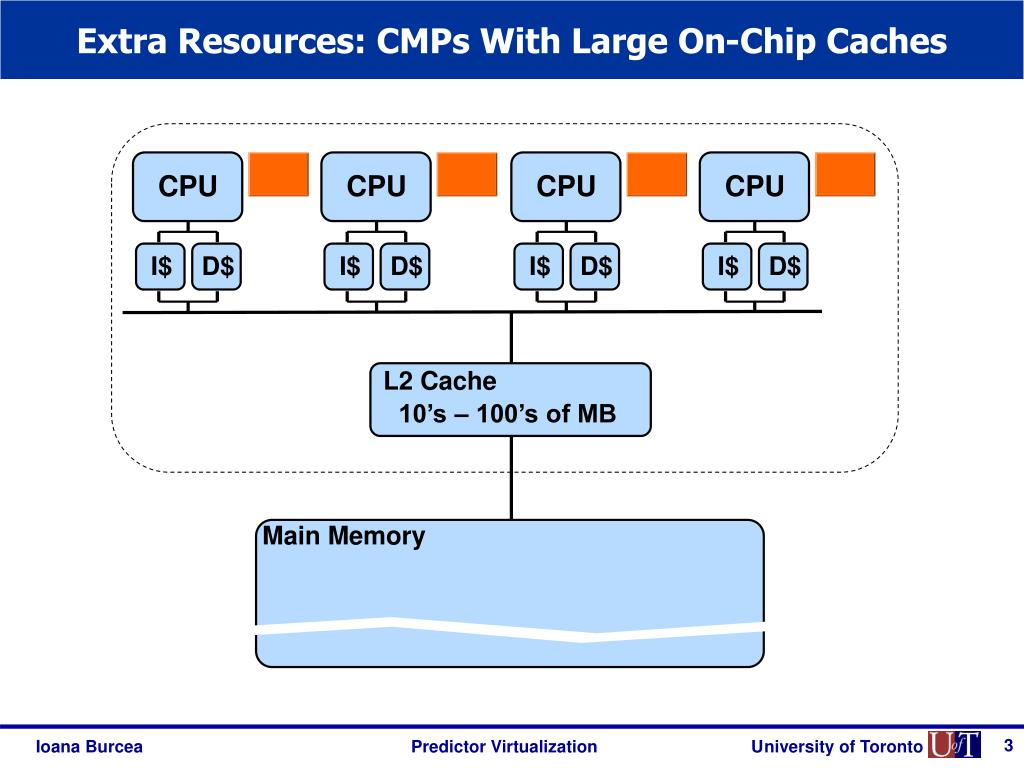 Extra Resources: CMPs With Large On-Chip Caches
CPU CPU CPU CPU
I$ D$ I$ D$ I$ D$ I$ D$
L2 Cache
10’s – 100’s of MB
Main Memory
Ioana Burcea Predictor Virtualization University of Toronto UofT 3